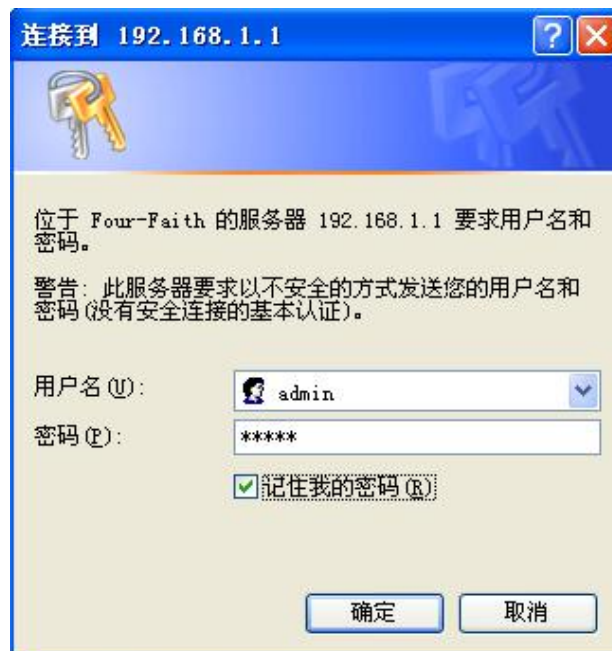 连接到 192.168.1.1
位于 Four-Faith 的服务器 192.168.1.1 要求用户名和
密码。
警告: 此服务器要求以不安全的方式发送您的用户名和
密码(没有安全连接的基本认证)。
用户名(U):
admin
密码(P):
*****
记住我的密码(R)
确定
取消